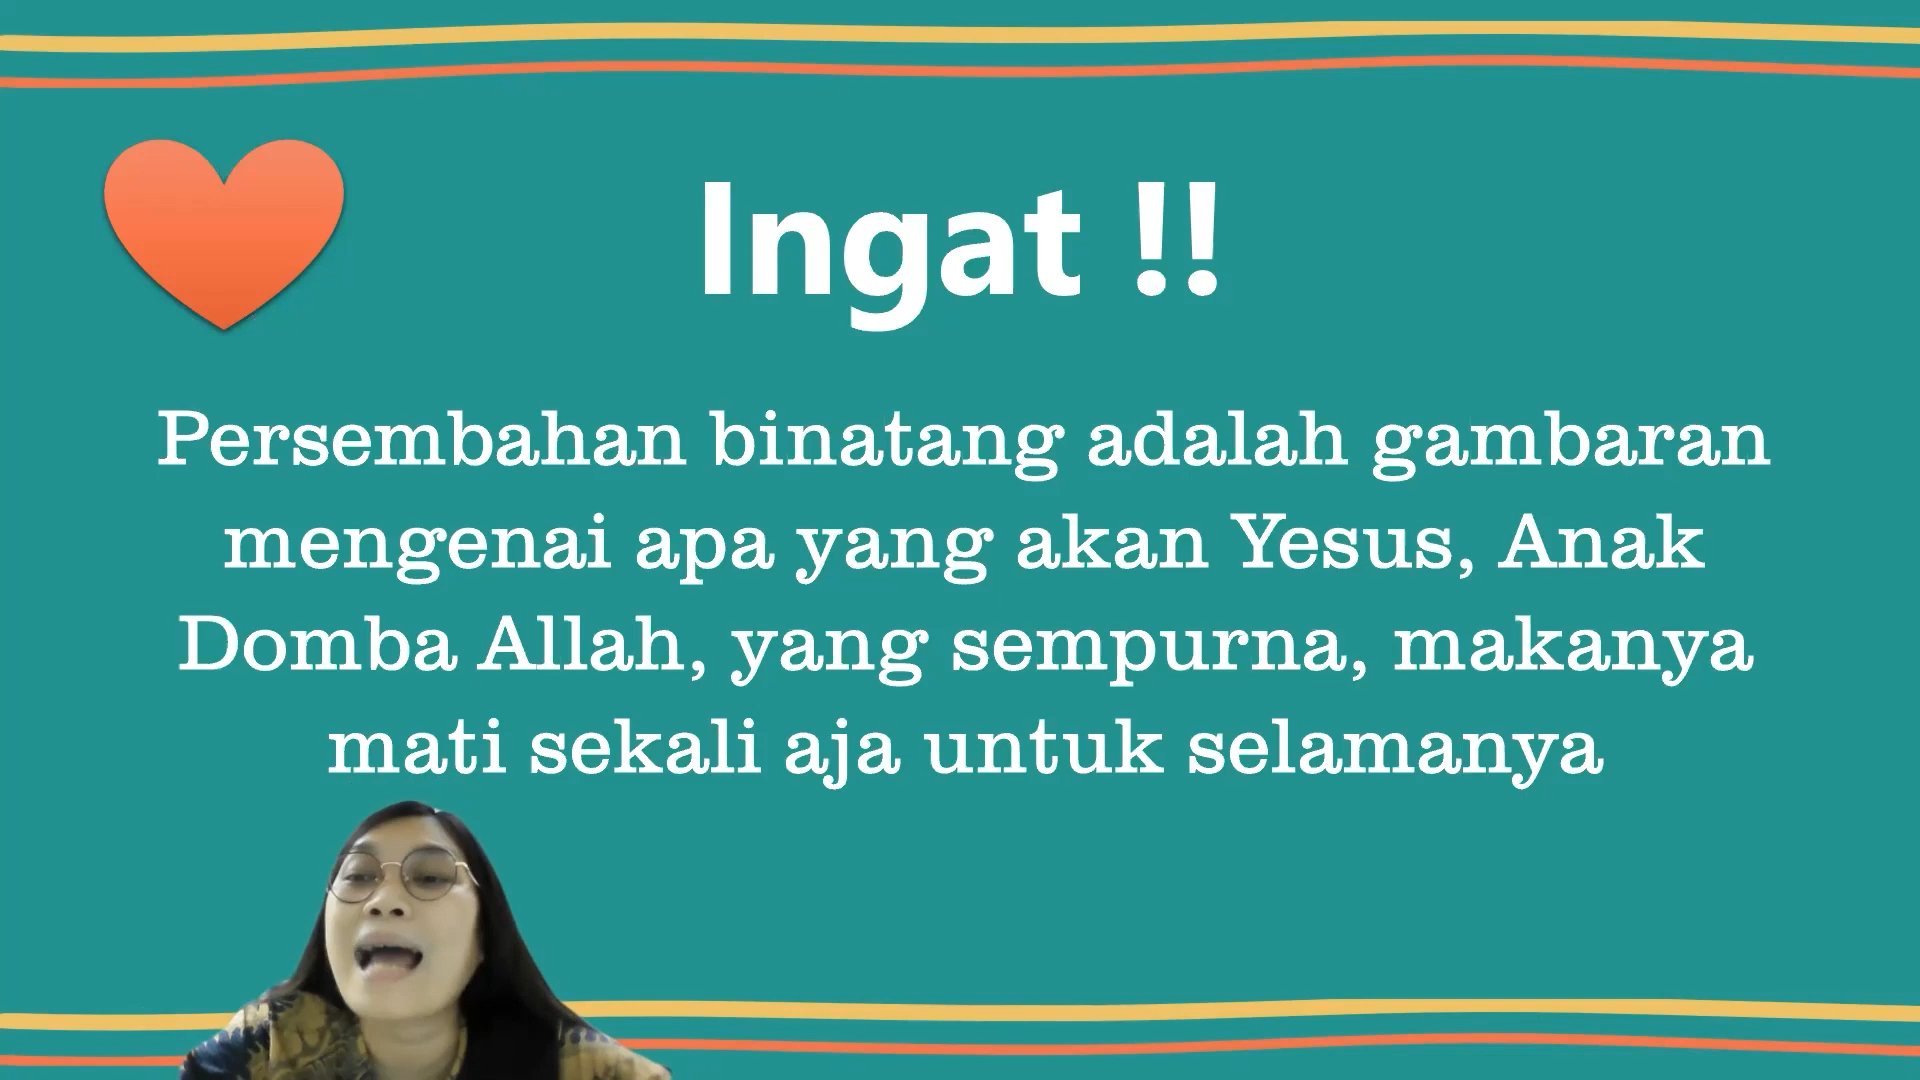 Ingat !!
Persembahan binatang adalah gambaran
mengenai apa yang akan Yesus, Anak
Domba Allah, yang sempurna, makanya
mati sekali aja untuk selamanya